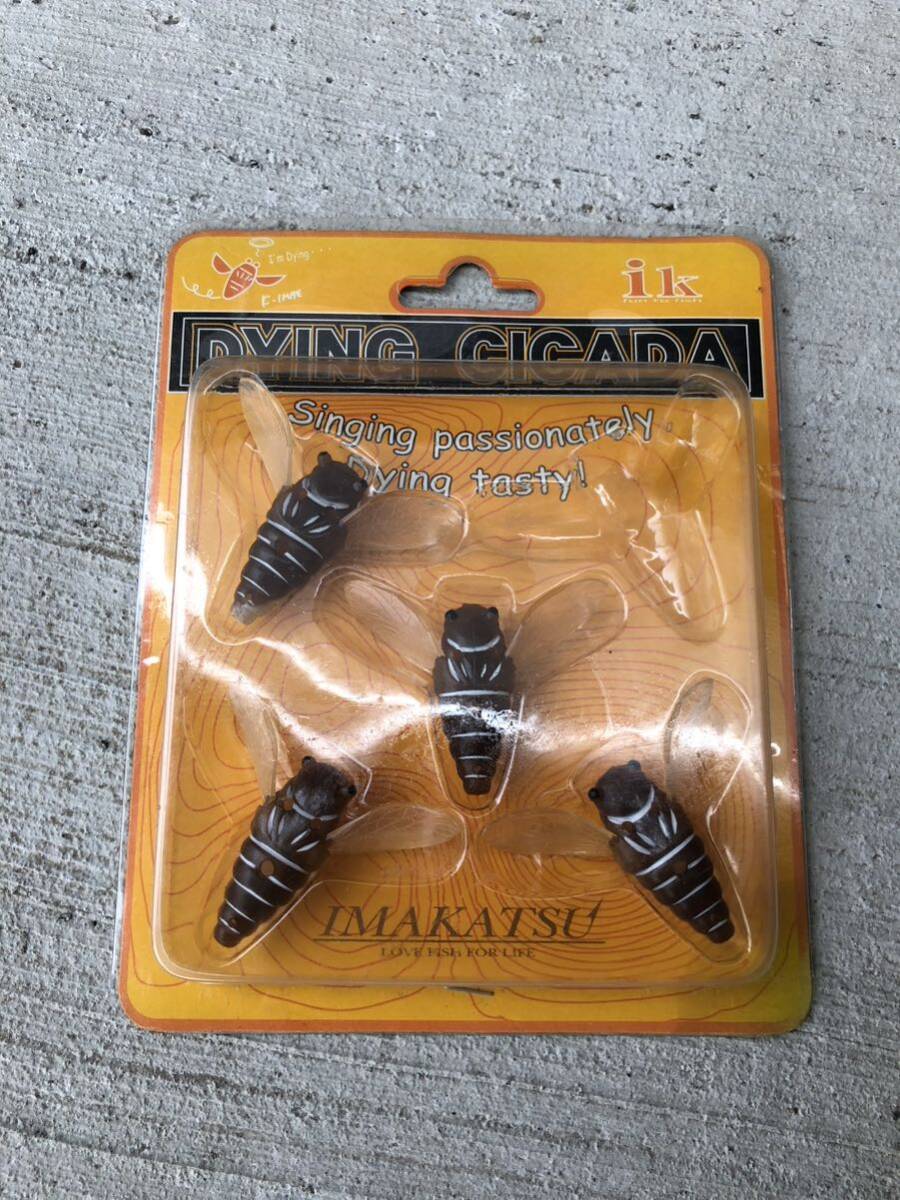 I'm Dying...
ik
DYING CICADA
Singing passionately.
Dying tasty!
IMAKATSU
LOVE FISH FOR LIFE